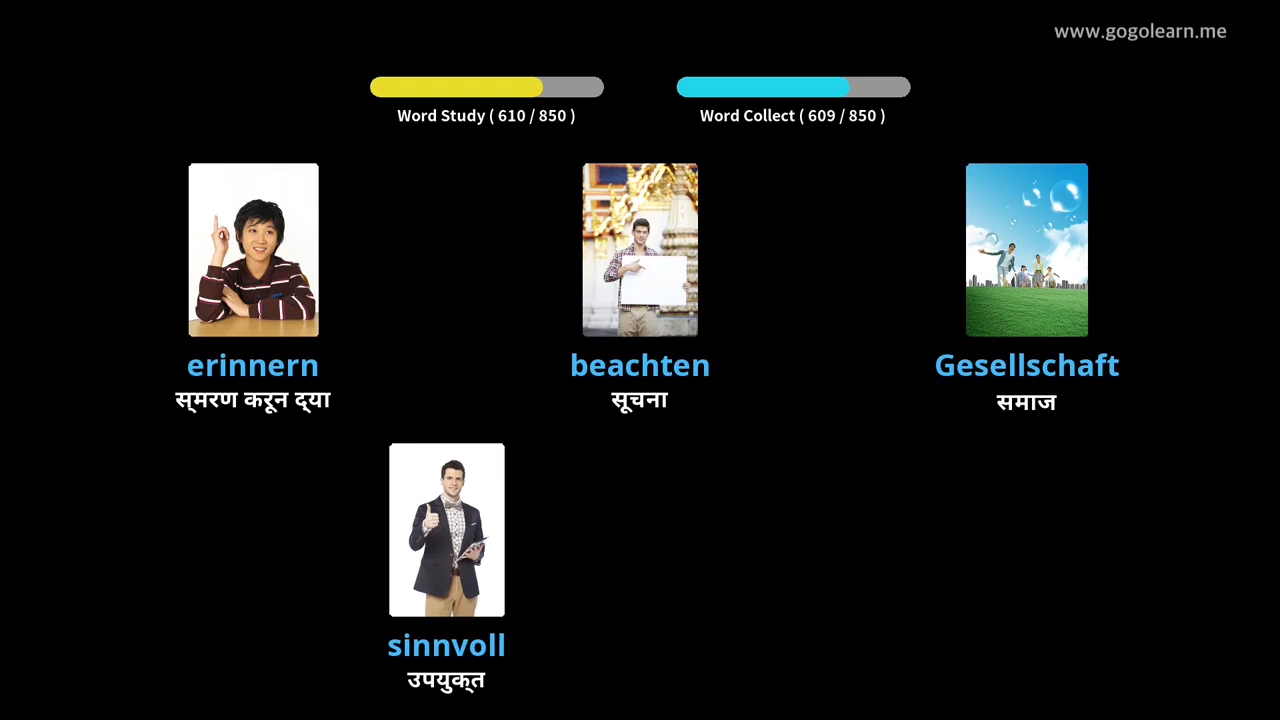 www.gogolearn.me
Word Study ( 610 / 850 )
Word Collect ( 609 / 850 )
erinnern
स्मरण करून द्या
beachten
सूचना
Gesellschaft
समाज
sinnvoll
उपयुक्त